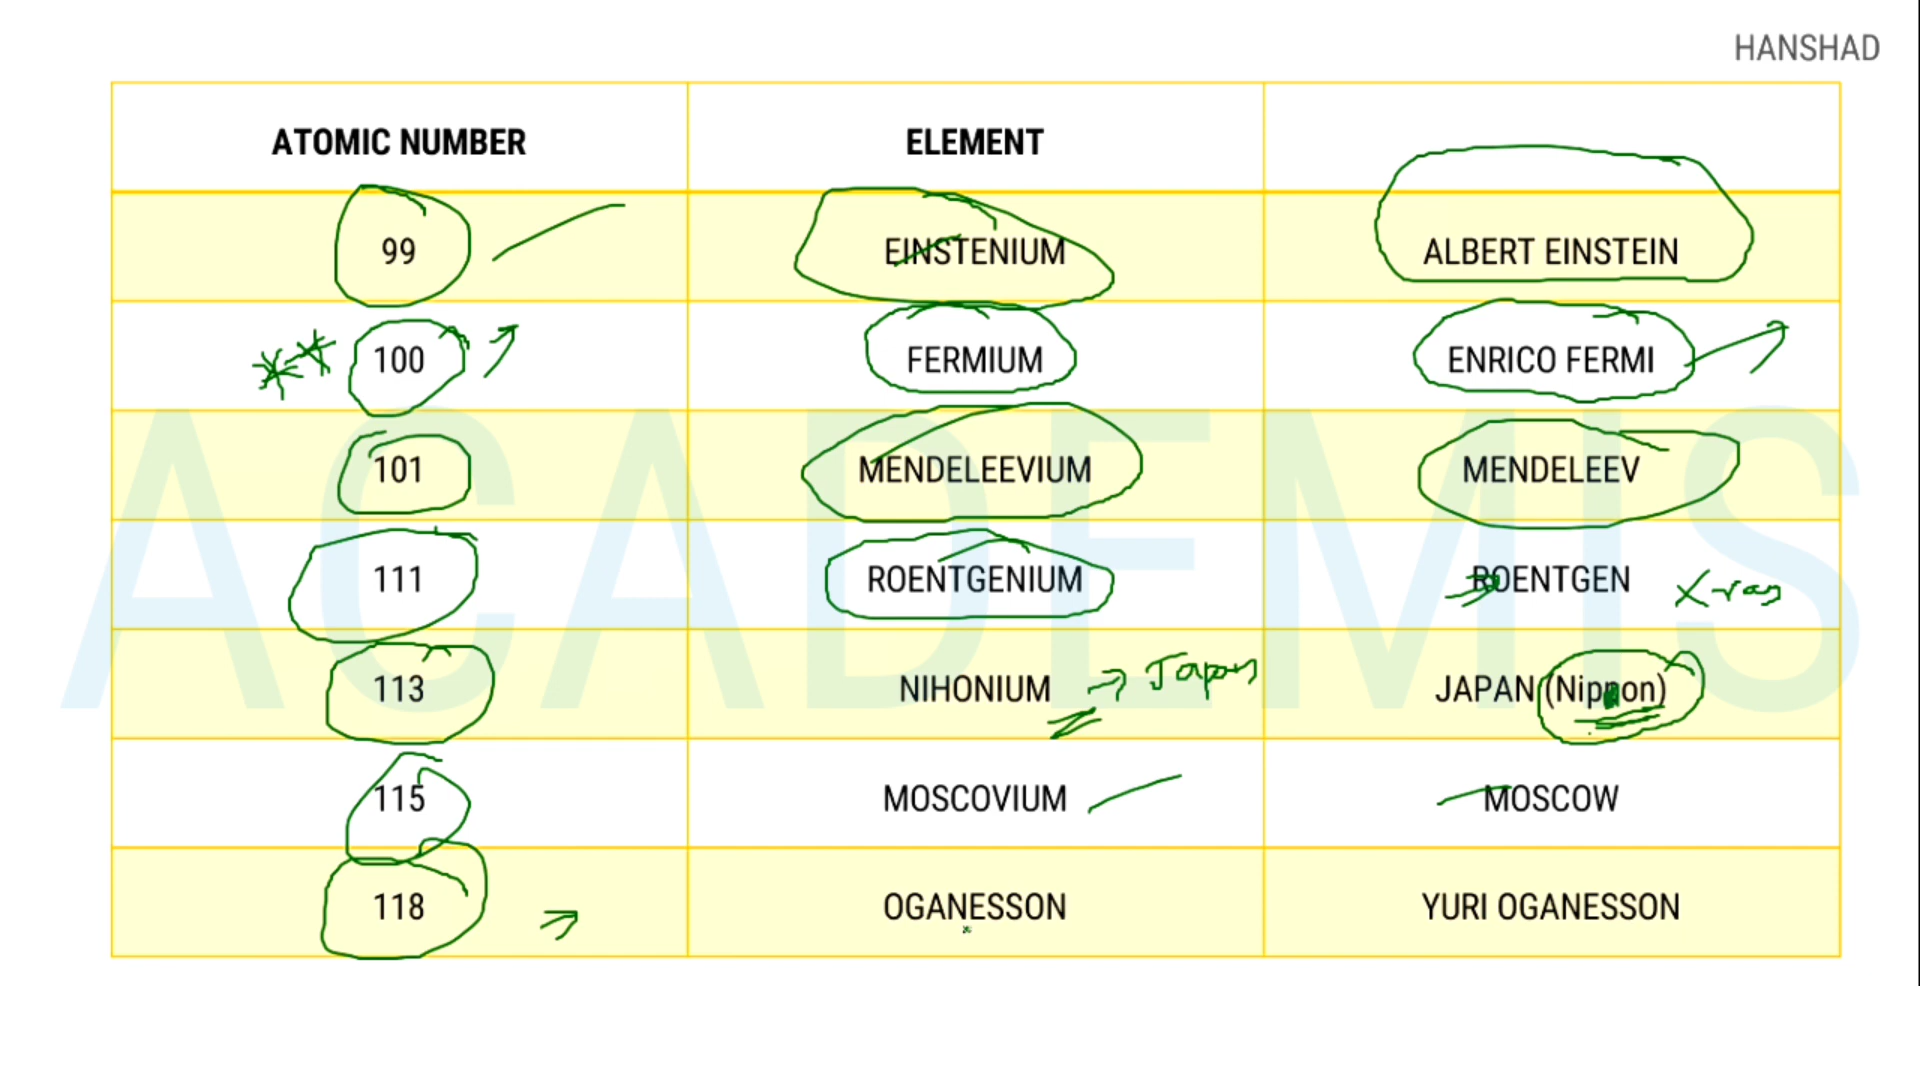 HANSHAD
ATOMIC NUMBER ELEMENT
99 EINSTENIUM ALBERT EINSTEIN
100 FERMIUM ENRICO FERMI
101 MENDELEEVIUM MENDELEEV
111 ROENTGENIUM ROENTGEN X-ray
113 NIHONIUM → Japan JAPAN (Nippon)
115 MOSCOVIUM MOSCOW
118 OGANESSON YURI OGANESSON
ACADEMIS